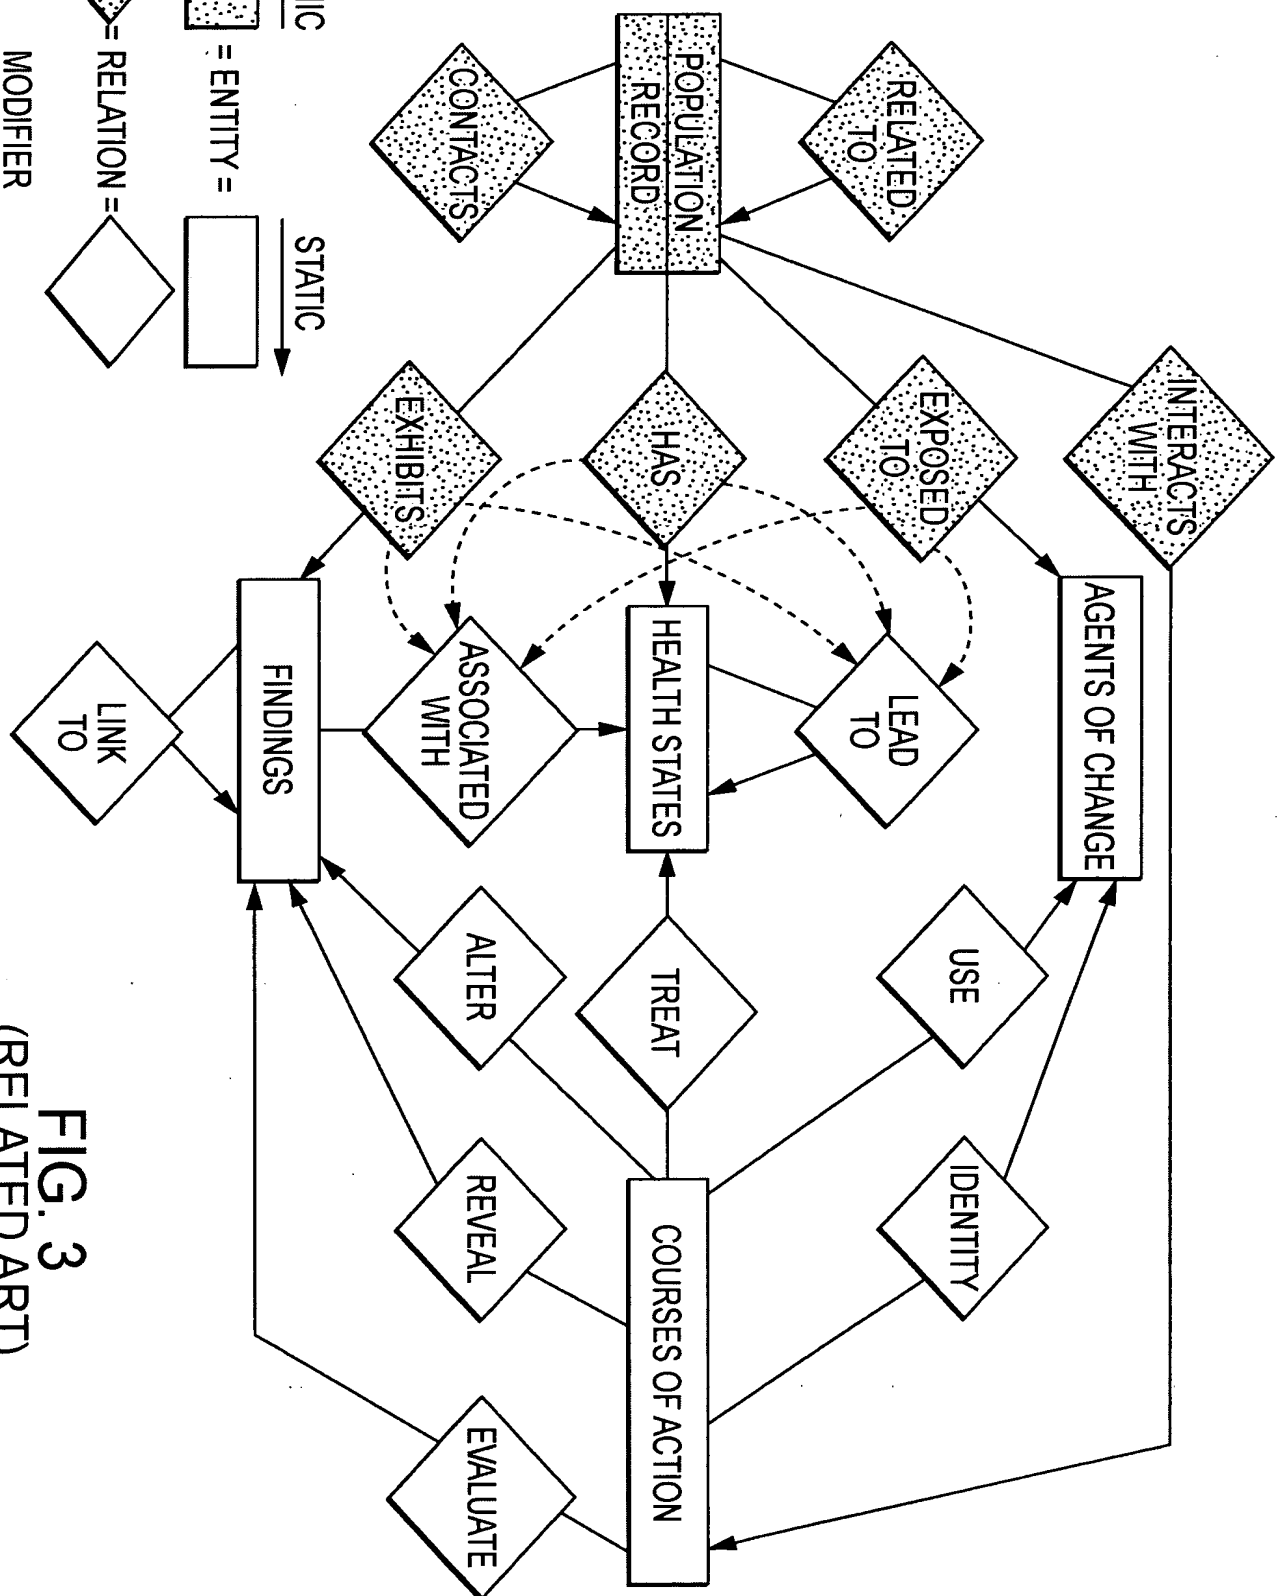 INTERACTS
WITH
RELATED
TO
EXPOSED
TO
AGENTS OF CHANGE
LEAD
TO
USE
IDENTITY
POPULATION
RECORD
HAS
HEALTH STATES
TREAT
COURSES OF ACTION
CONTACTS
EXHIBITS
ASSOCIATED
WITH
ALTER
REVEAL
EVALUATE
FINDINGS
LINK
TO
STATIC
= ENTITY =
= RELATION =
MODIFIER
FIG. 3
(RELATED ART)